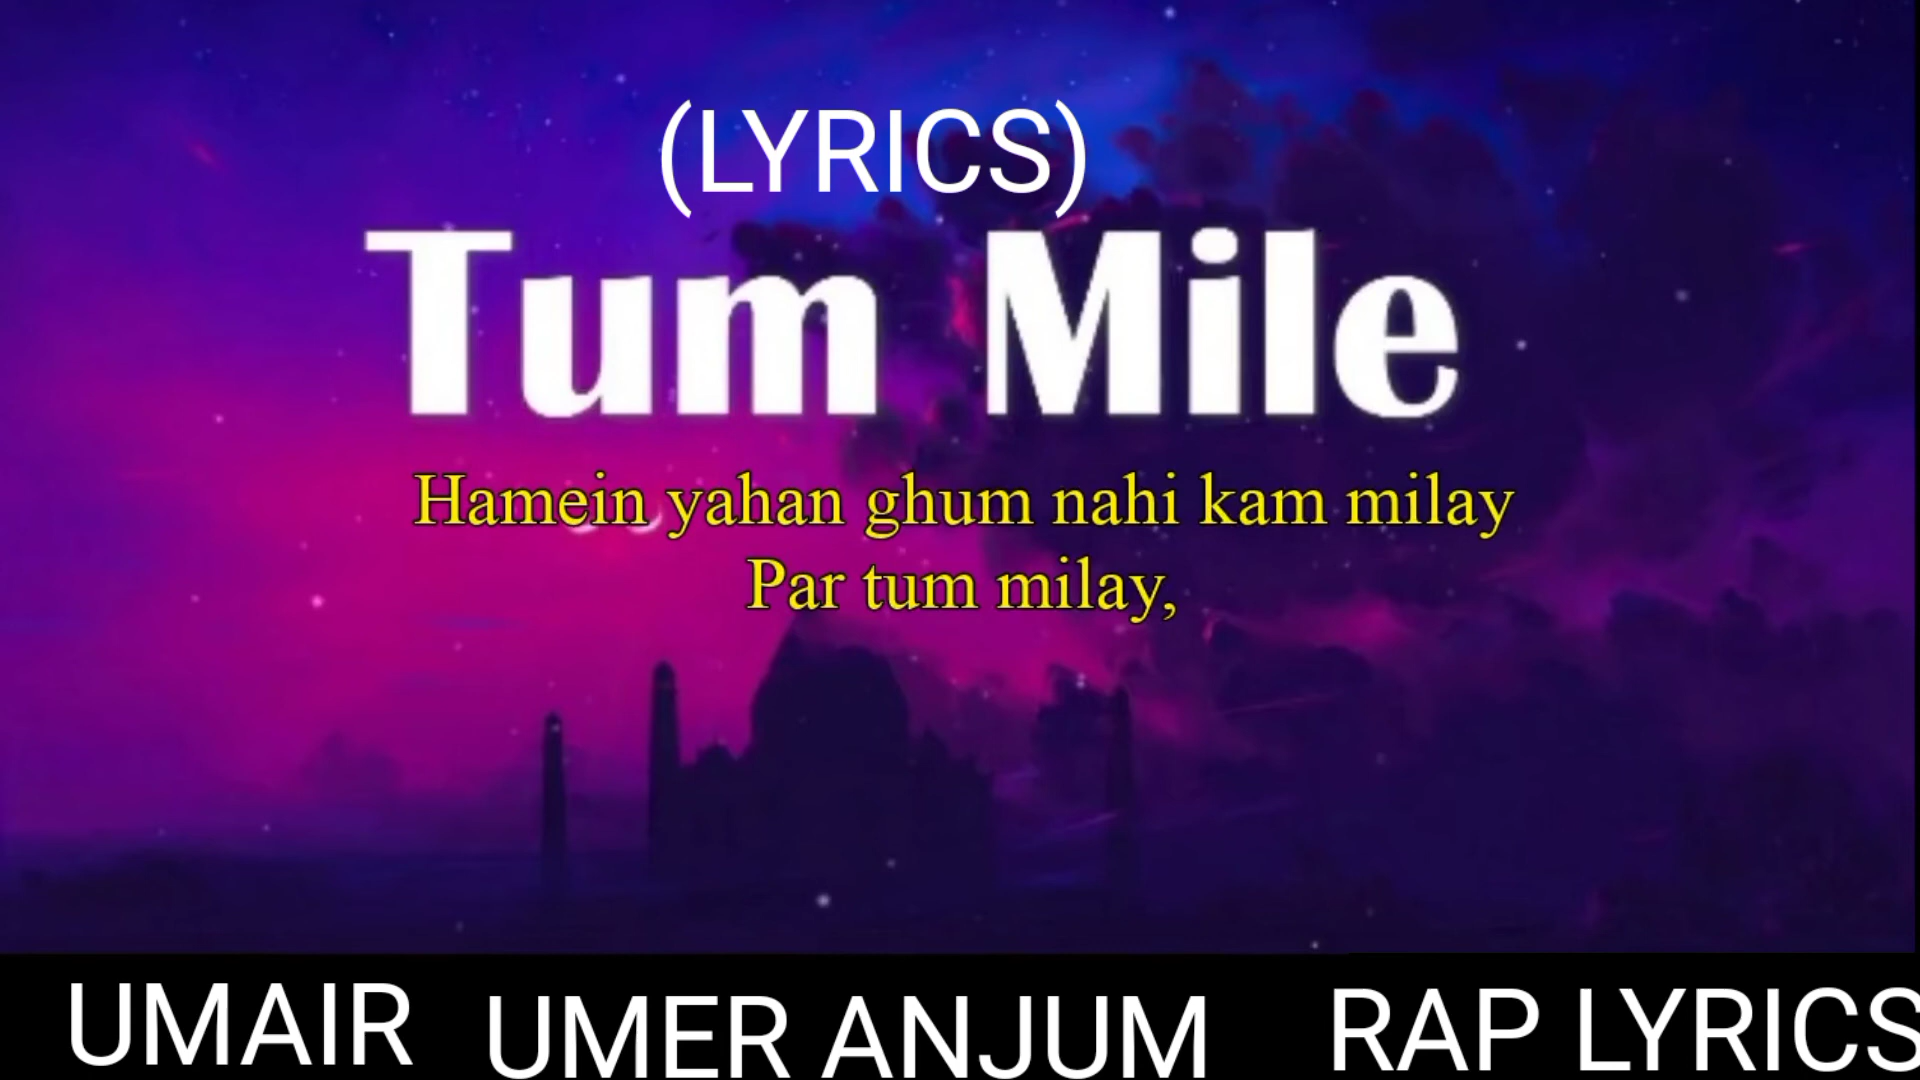 (LYRICS)
Tum Mile
Hamein yahan ghum nahi kam milay
Par tum milay,
UMAIR UMER ANJUM RAP LYRICS